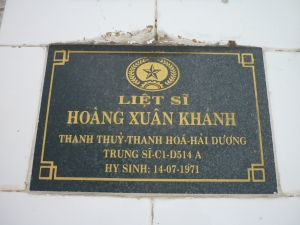 LIỆT SĨ
HOÀNG XUÂN KHÁNH
THANH THUỶ-THANH HOÁ-HẢI DƯƠNG
TRUNG SĨ-C1-D514 A
HY SINH: 14-07-1971